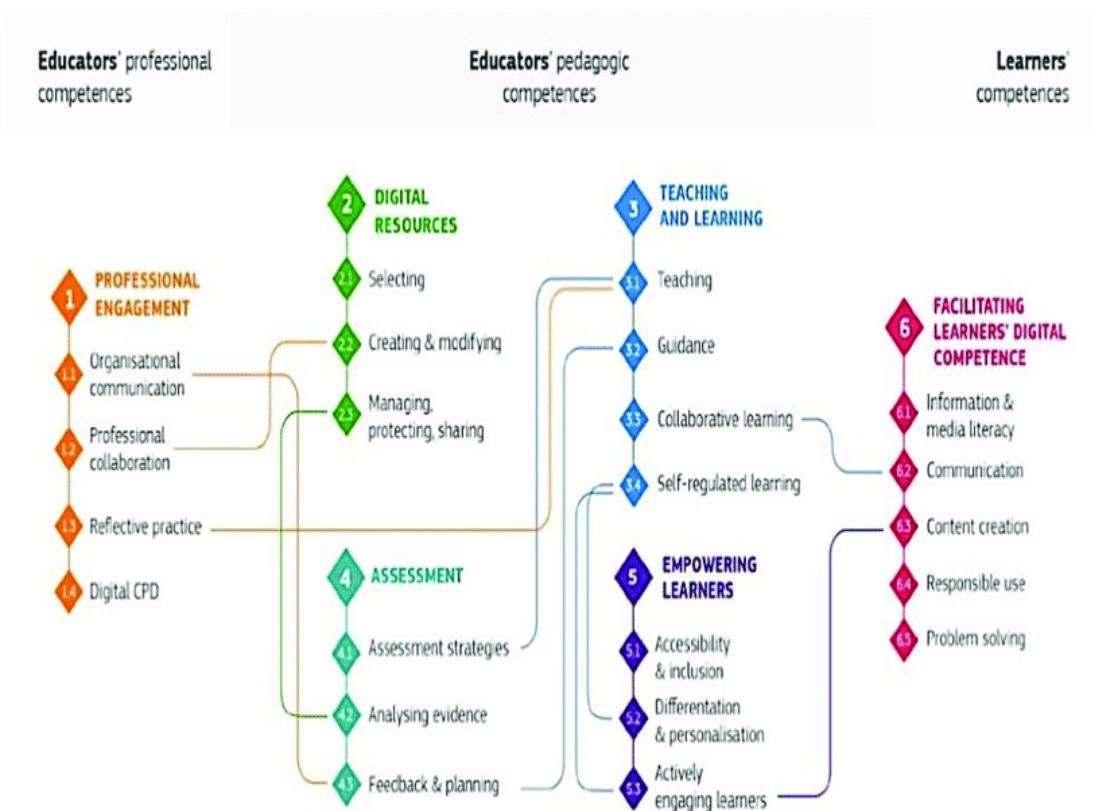 Educators' professional
competences
Educators' pedagogic
competences
Learners'
competences
1
PROFESSIONAL
ENGAGEMENT
1.1
Organisational
communication
1.2
Professional
collaboration
1.3
Reflective practice
1.4
Digital CPD
2
DIGITAL
RESOURCES
2.1
Selecting
2.2
Creating & modifying
2.3
Managing,
protecting, sharing
3
TEACHING
AND LEARNING
3.1
Teaching
3.2
Guidance
3.3
Collaborative learning
3.4
Self-regulated learning
4
ASSESSMENT
4.1
Assessment strategies
4.2
Analysing evidence
4.3
Feedback & planning
5
EMPOWERING
LEARNERS
5.1
Accessibility
& inclusion
5.2
Differentation
& personalisation
5.3
Actively
engaging learners
6
FACILITATING
LEARNERS' DIGITAL
COMPETENCE
6.1
Information &
media literacy
6.2
Communication
6.3
Content creation
6.4
Responsible use
6.5
Problem solving